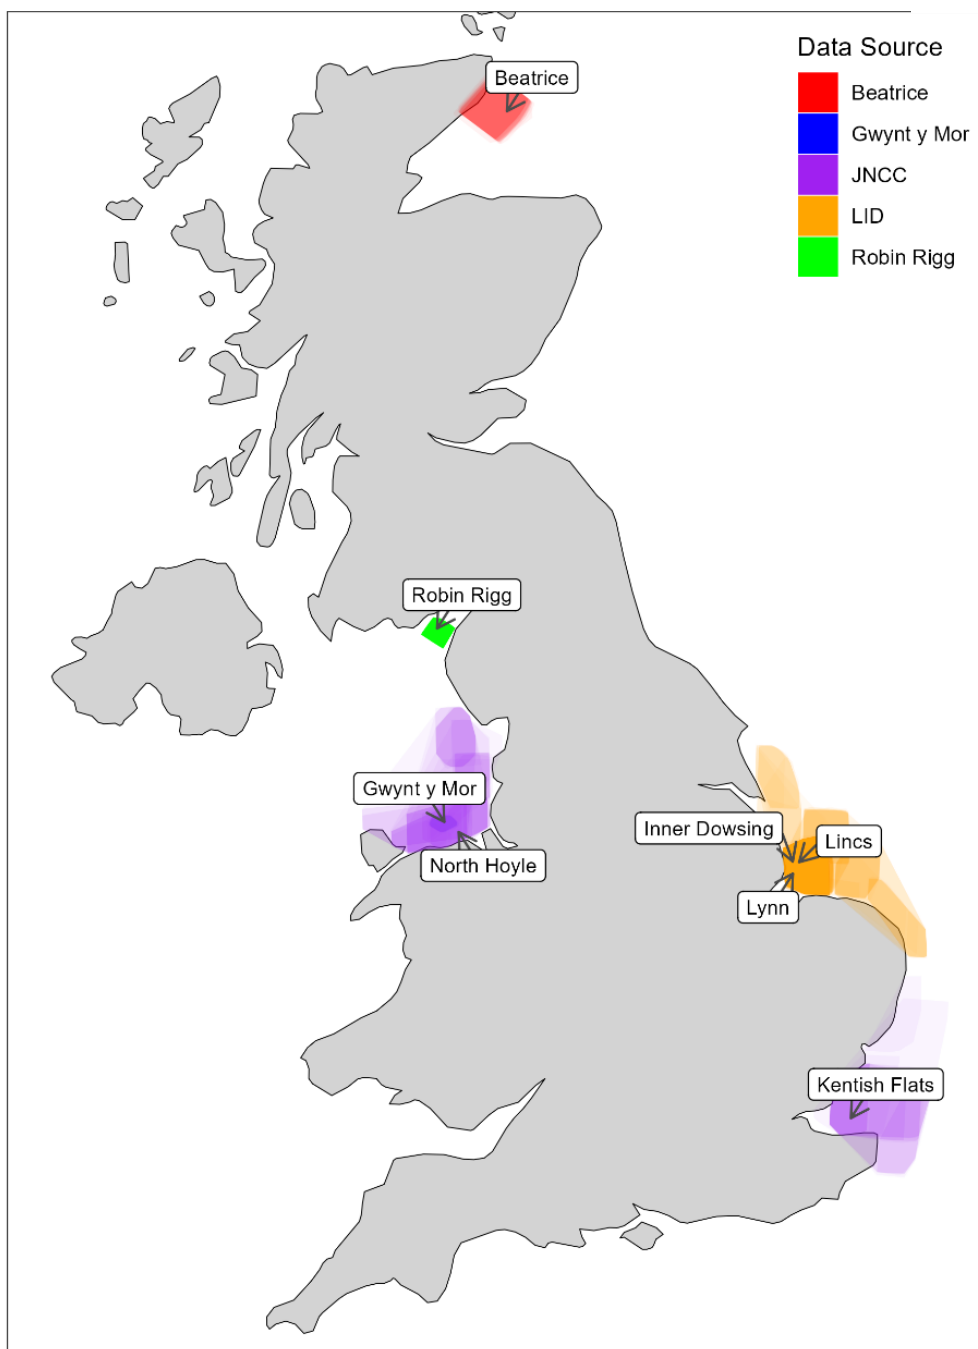 Data Source
Beatrice
Gwynt y Mor
JNCC
LID
Robin Rigg
Beatrice
Robin Rigg
Gwynt y Mor
North Hoyle
Inner Dowsing
Lincs
Lynn
Kentish Flats